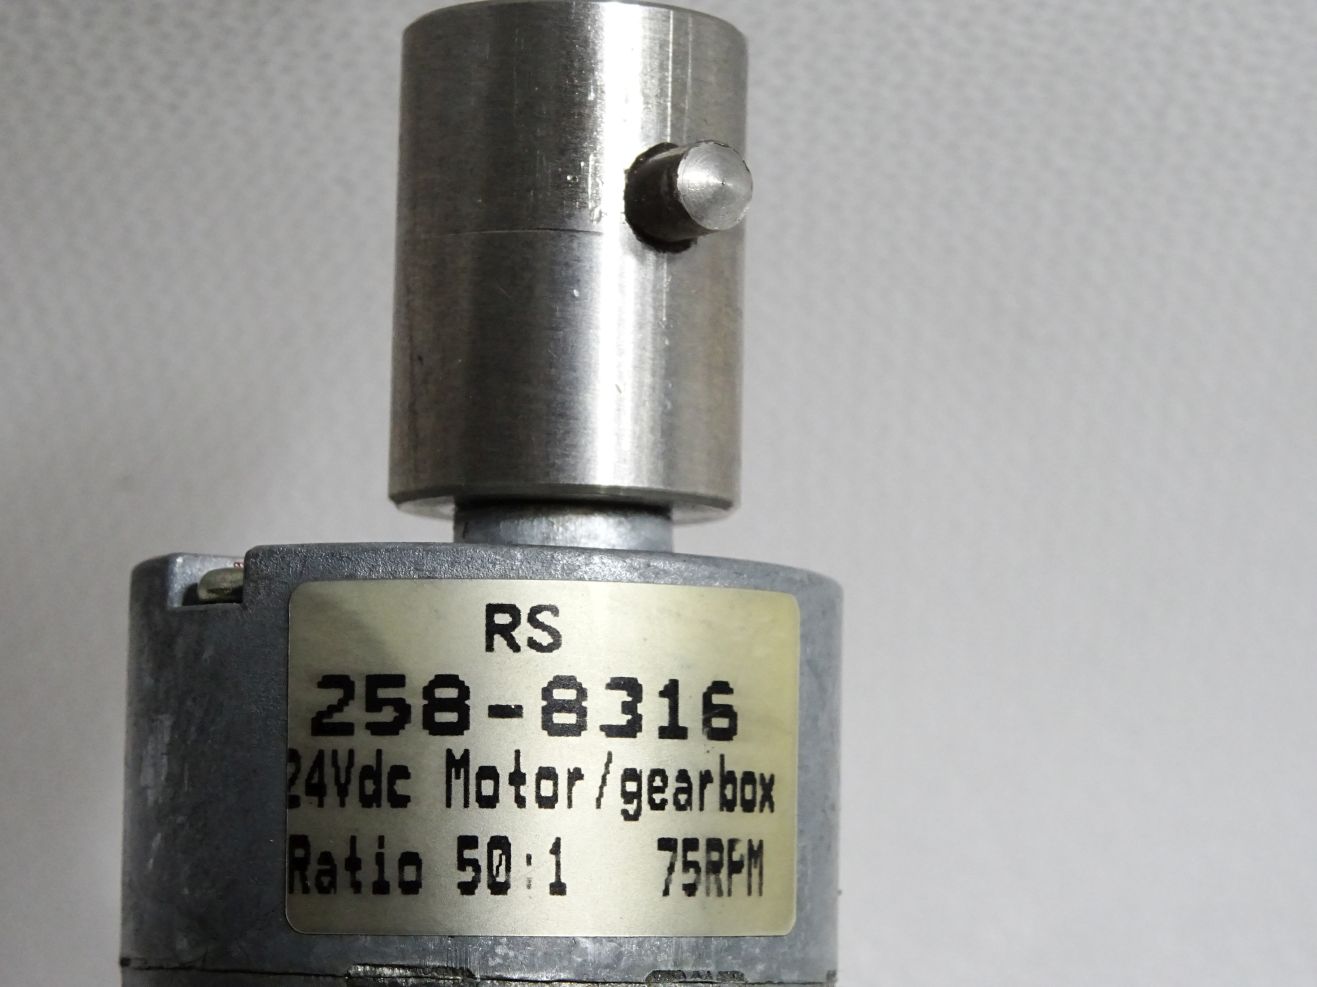 RS
258-8316
24Vdc Motor/gearbox
Ratio 50:1 75RPM